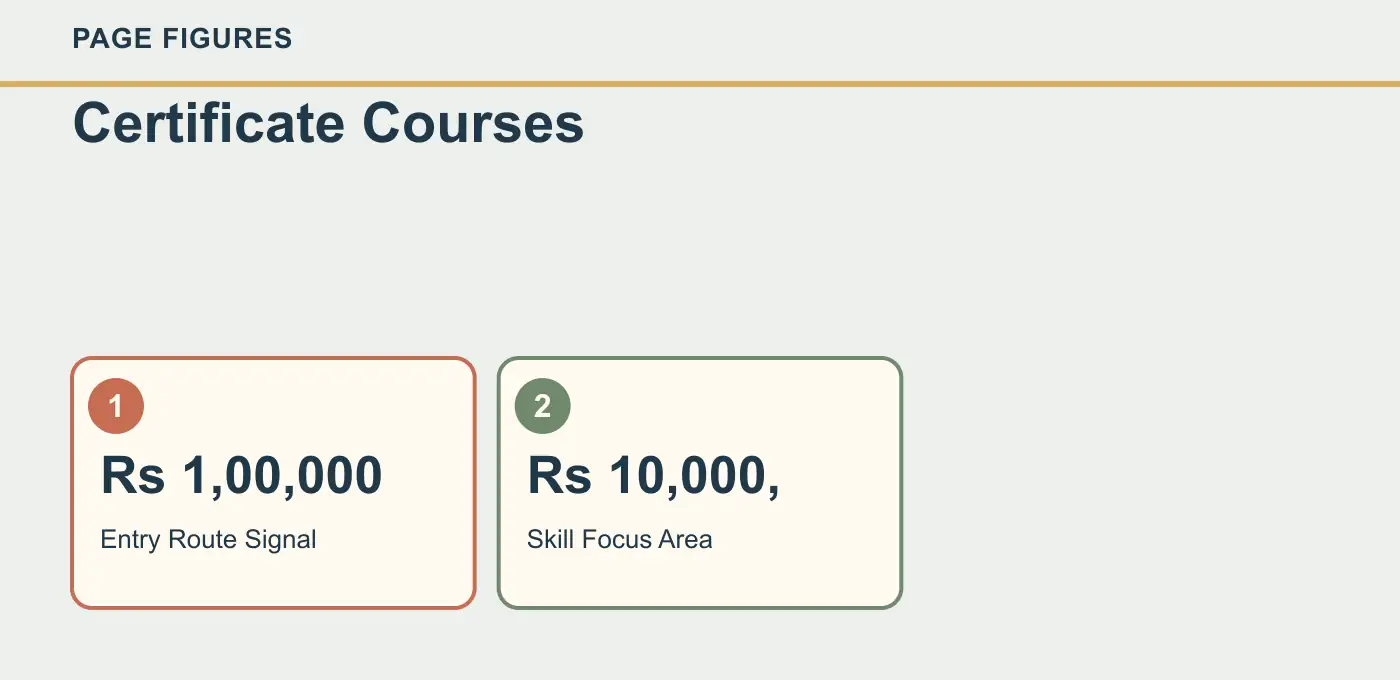 PAGE FIGURES
Certificate Courses
1
Rs 1,00,000
Entry Route Signal
2
Rs 10,000,
Skill Focus Area